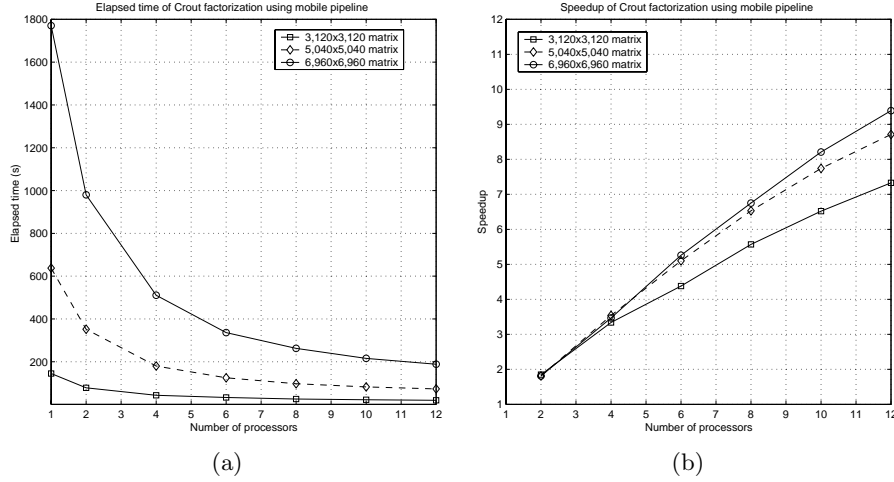 Elapsed time of Crout factorization using mobile pipeline
1800
1600
1400
1200
1000
800
600
400
200
Elapsed time (s)
3,120x3,120 matrix
5,040x5,040 matrix
6,960x6,960 matrix
1 2 3 4 5 6 7 8 9 10 11 12
Number of processors
(a)
Speedup of Crout factorization using mobile pipeline
12
11
10
9
8
7
6
5
4
3
2
1
Speedup
3,120x3,120 matrix
5,040x5,040 matrix
6,960x6,960 matrix
1 2 3 4 5 6 7 8 9 10 11 12
Number of processors
(b)